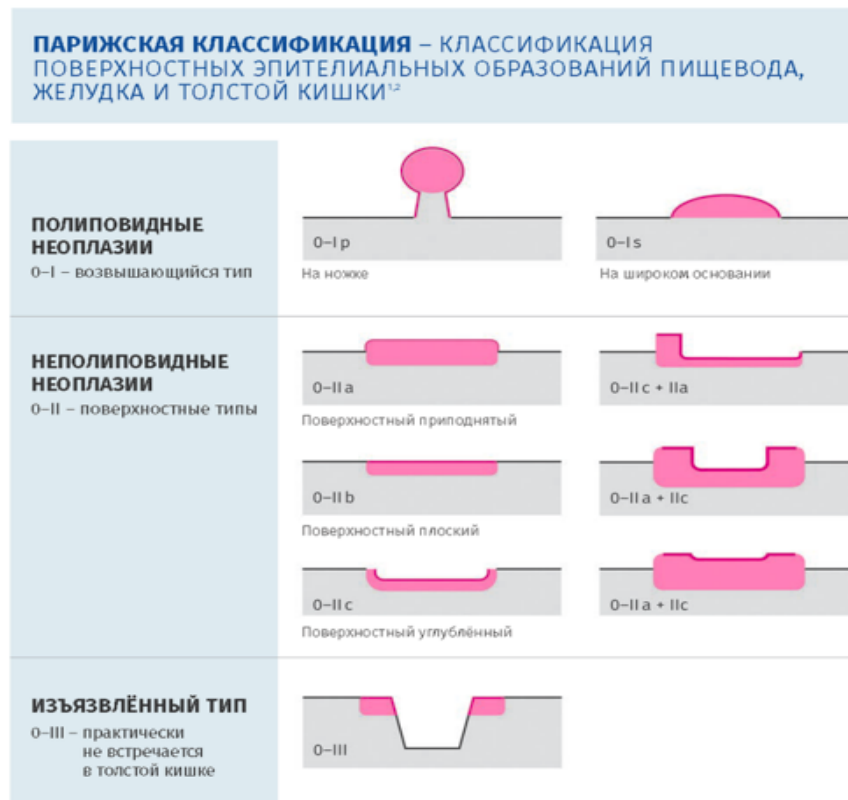 ПАРИЖСКАЯ КЛАССИФИКАЦИЯ – КЛАССИФИКАЦИЯ
ПОВЕРХНОСТНЫХ ЭПИТЕЛИАЛЬНЫХ ОБРАЗОВАНИЙ ПИЩЕВОДА,
ЖЕЛУДКА И ТОЛСТОЙ КИШКИ¹,²
ПОЛИПОВИДНЫЕ
НЕОПЛАЗИИ
0–I – возвышающийся тип
0–I p
На ножке
0–I s
На широком основании
НЕПОЛИПОВИДНЫЕ
НЕОПЛАЗИИ
0–II – поверхностные типы
0–II a
Поверхностный приподнятый
0–II c + IIa
0–II b
Поверхностный плоский
0–II a + IIc
0–II c
Поверхностный углублённый
0–II a + IIc
ИЗЪЯЗВЛЁННЫЙ ТИП
0–III – практически
не встречается
в толстой кишке
0–III